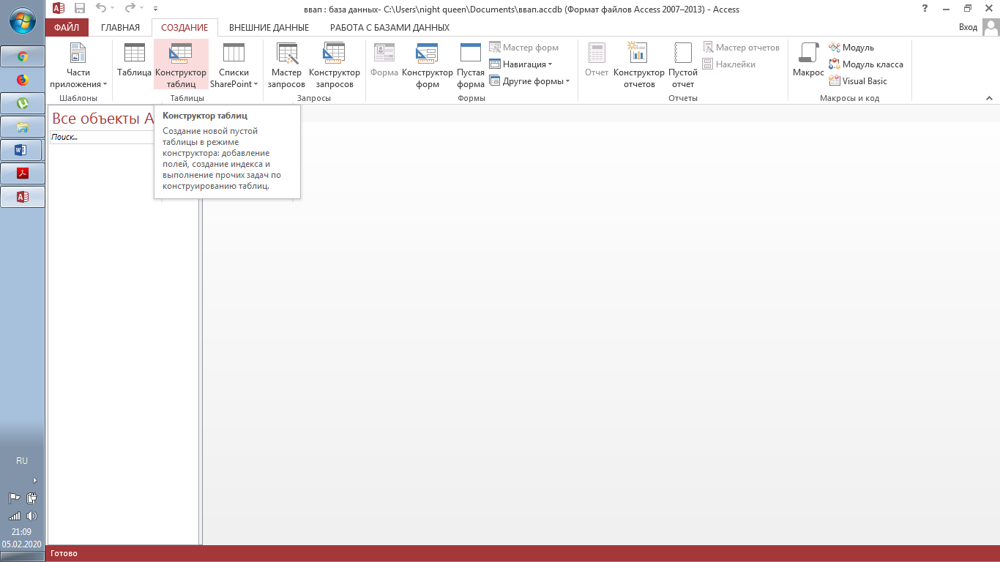 ввап : база данных- C:\Users\night queen\Documents\ввап.accdb (Формат файлов Access 2007–2013) - Access
ФАЙЛ ГЛАВНАЯ СОЗДАНИЕ ВНЕШНИЕ ДАННЫЕ РАБОТА С БАЗАМИ ДАННЫХ Вход
Части приложения
Шаблоны
Таблица
Конструктор таблиц
Списки SharePoint
Таблицы
Мастер запросов
Конструктор запросов
Запросы
Форма
Конструктор форм
Пустая форма
Мастер форм
Навигация
Другие формы
Формы
Отчет
Конструктор отчетов
Пустой отчет
Мастер отчетов
Наклейки
Отчеты
Макрос
Модуль
Модуль класса
Visual Basic
Макросы и код
Все объекты A
Поиск...
Конструктор таблиц
Создание новой пустой
таблицы в режиме
конструктора: добавление
полей, создание индекса и
выполнение прочих задач по
конструированию таблиц.
RU
21:09
05.02.2020
Готово